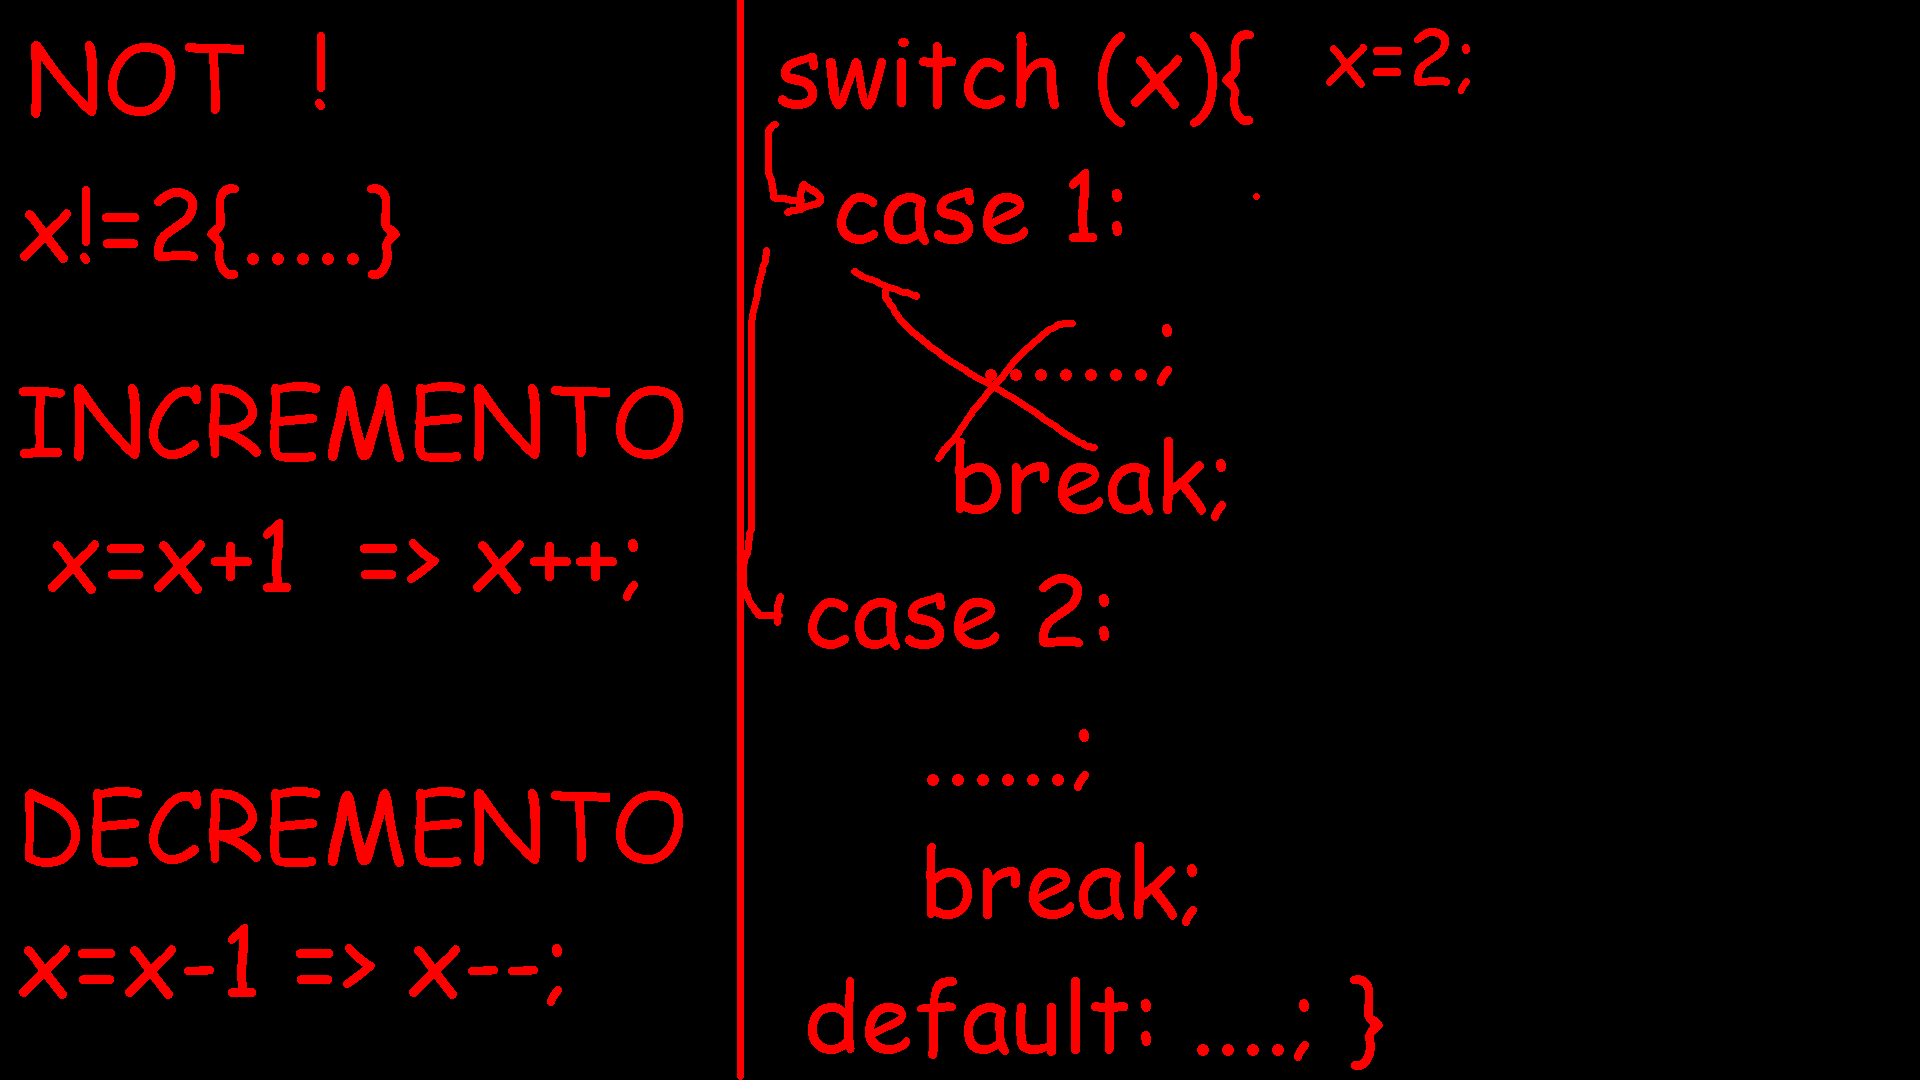 NOT !
x!=2{.....}
INCREMENTO
x=x+1 => x++;
DECREMENTO
x=x-1 => x--;
switch (x){ x=2;
case 1:
.......;
break;
case 2:
......;
break;
default: ....; }